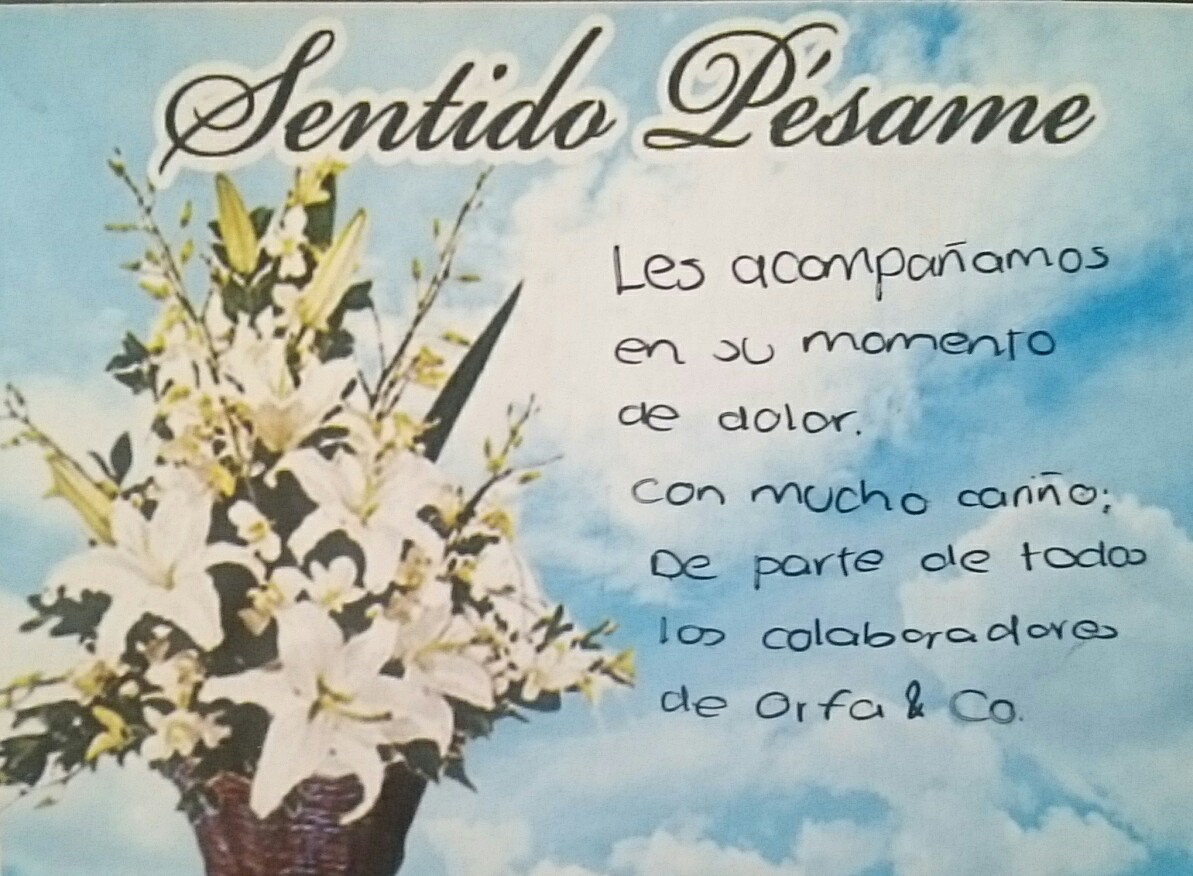 Sentido Pésame
Les acompañamos
en su momento
de dolor.
con mucho cariño;
De parte de todos
los colaboradores
de Orfa & Co.